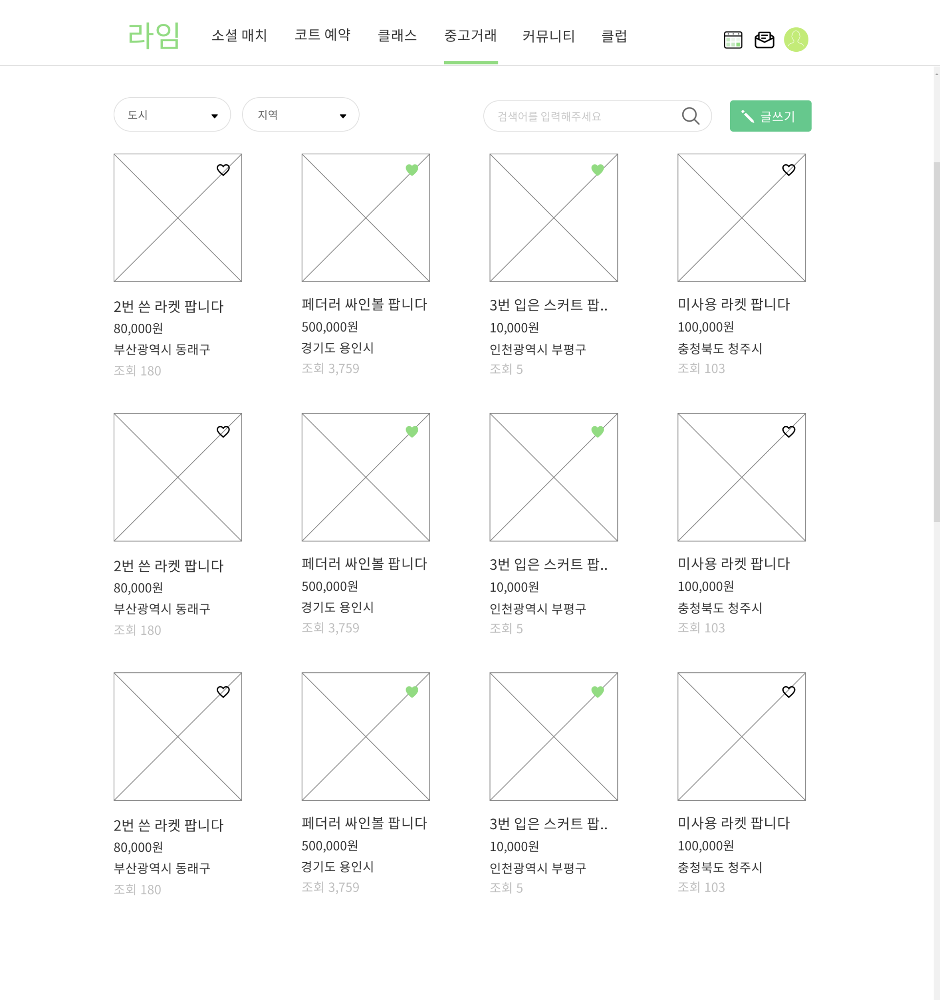 라임
소셜 매치
코트 예약
클래스
중고거래
커뮤니티
클럽
도시
지역
검색어를 입력해주세요
글쓰기
2번 쓴 라켓 팝니다
80,000원
부산광역시 동래구
조회 180
페더러 싸인볼 팝니다
500,000원
경기도 용인시
조회 3,759
3번 입은 스커트 팝..
10,000원
인천광역시 부평구
조회 5
미사용 라켓 팝니다
100,000원
충청북도 청주시
조회 103
2번 쓴 라켓 팝니다
80,000원
부산광역시 동래구
조회 180
페더러 싸인볼 팝니다
500,000원
경기도 용인시
조회 3,759
3번 입은 스커트 팝..
10,000원
인천광역시 부평구
조회 5
미사용 라켓 팝니다
100,000원
충청북도 청주시
조회 103
2번 쓴 라켓 팝니다
80,000원
부산광역시 동래구
조회 180
페더러 싸인볼 팝니다
500,000원
경기도 용인시
조회 3,759
3번 입은 스커트 팝..
10,000원
인천광역시 부평구
조회 5
미사용 라켓 팝니다
100,000원
충청북도 청주시
조회 103